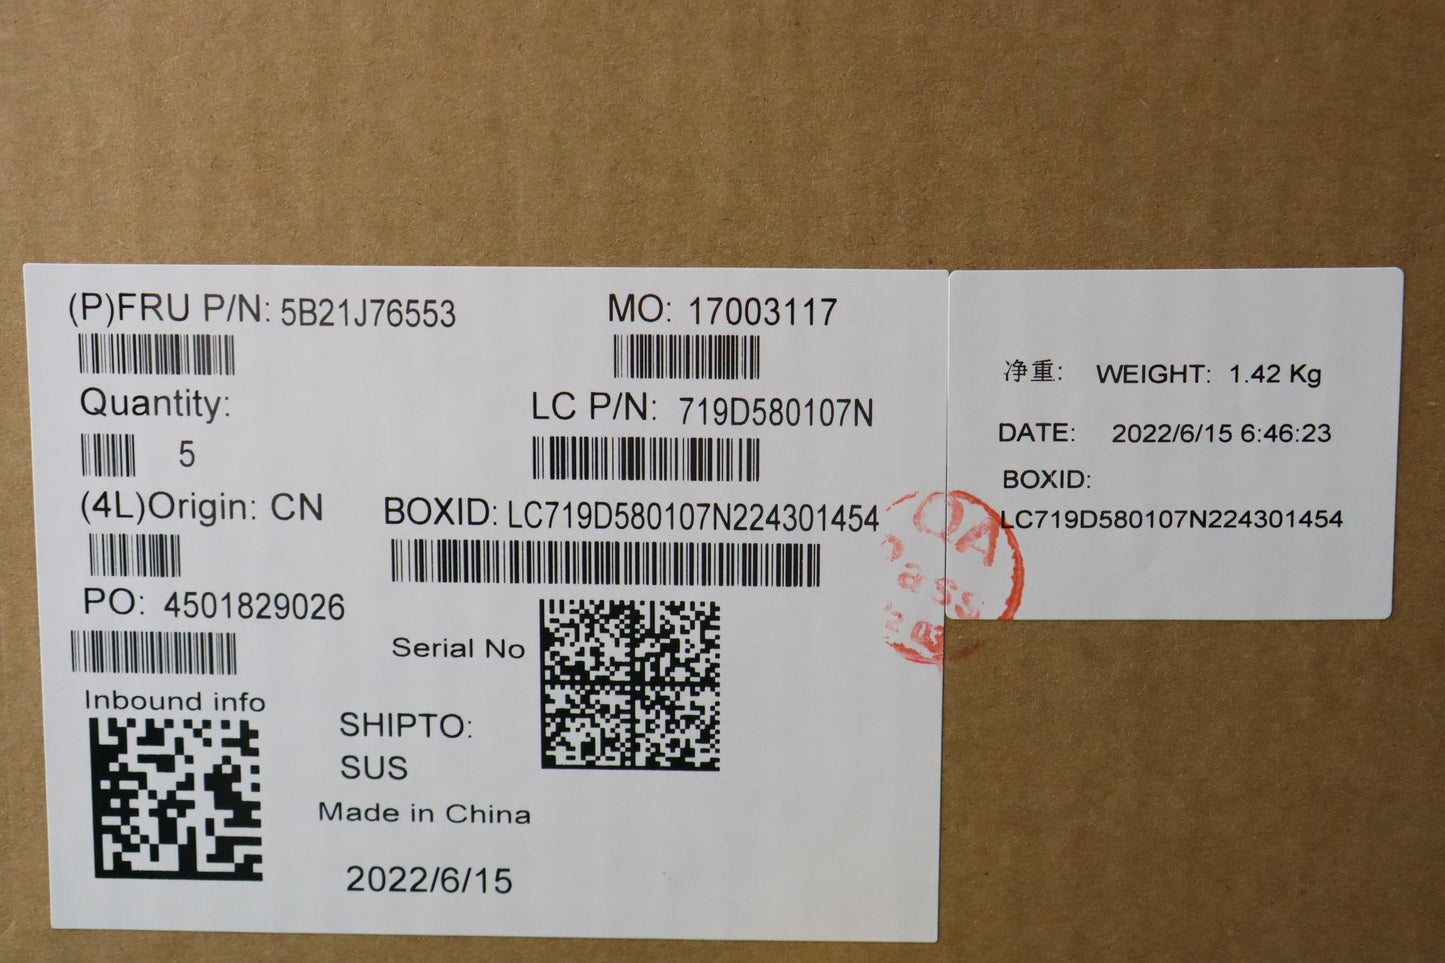 (P)FRU P/N: 5B21J76553
MO: 17003117
Quantity:
5
LC P/N: 719D580107N
(4L)Origin: CN
BOXID: LC719D580107N224301454
PO: 4501829026
Serial No
Inbound info
SHIPTO:
SUS
Made in China
2022/6/15
净重: WEIGHT: 1.42 Kg
DATE: 2022/6/15 6:46:23
BOXID:
LC719D580107N224301454
QA
Pass